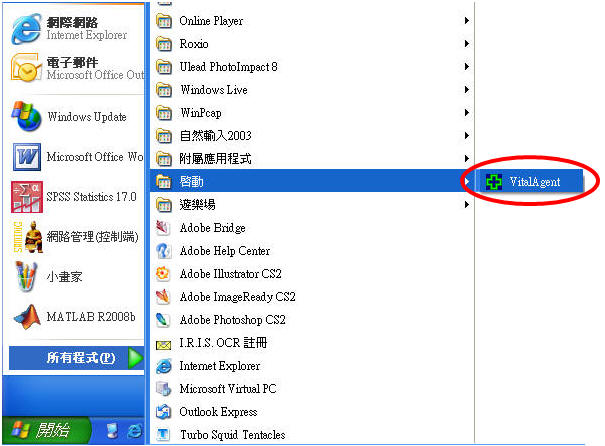 網際網路
Internet Explorer
電子郵件
Microsoft Office Out
Windows Update
Microsoft Office Wo
SPSS Statistics 17.0
網路管理(控制端)
小畫家
MATLAB R2008b
所有程式(P)
開始
Online Player
Roxio
Ulead PhotoImpact 8
Windows Live
WinPcap
自然輸入2003
附屬應用程式
啟動
遊樂場
Adobe Bridge
Adobe Help Center
Adobe Illustrator CS2
Adobe ImageReady CS2
Adobe Photoshop CS2
I.R.I.S. OCR 註冊
Internet Explorer
Microsoft Virtual PC
Outlook Express
Turbo Squid Tentacles
VitalAgent